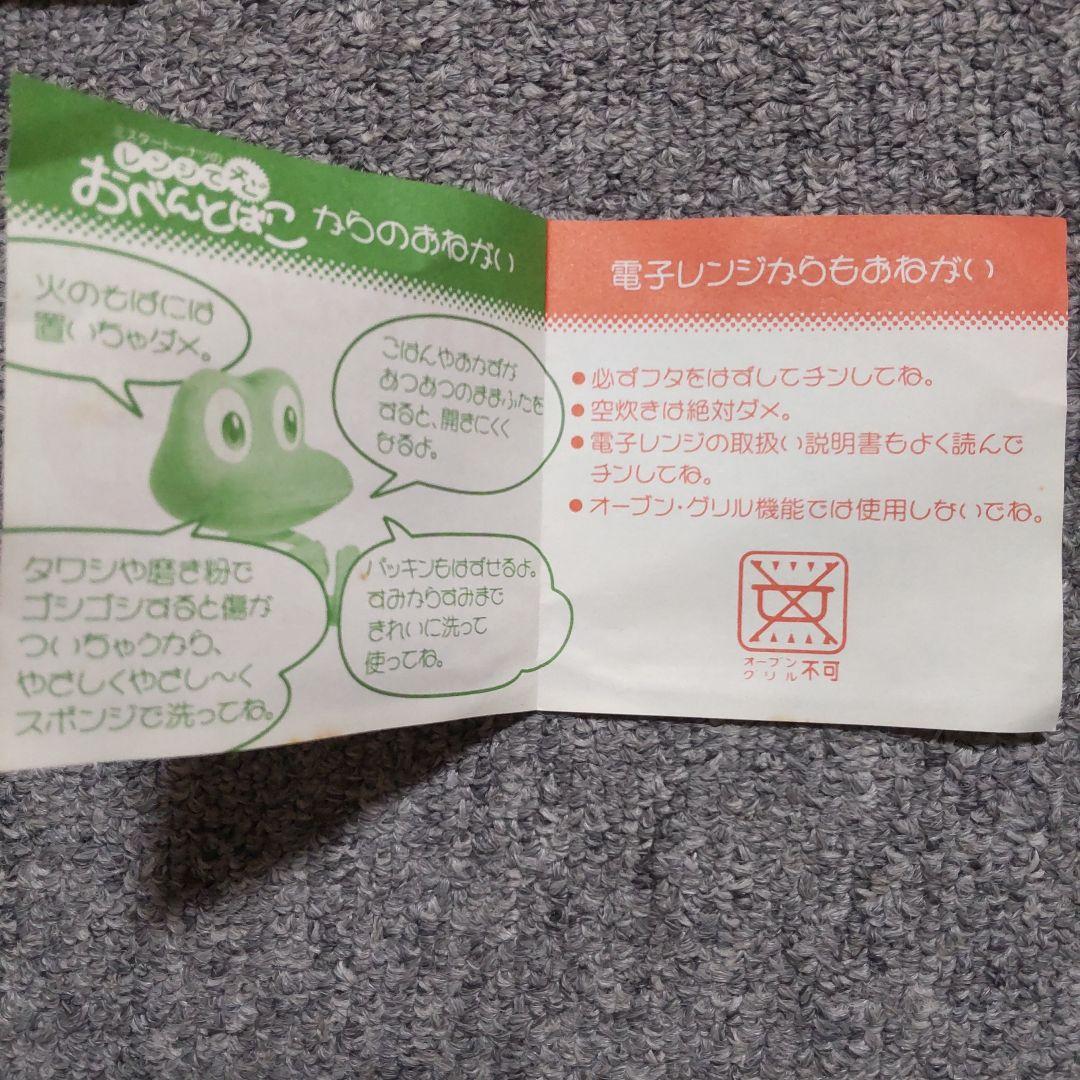 ミスタードーナツの
レンジで
おべんとばこ からのおねがい
火のそばには
置いちゃダメ。
ごはんやおかずが
あつあつのままふたを
すると、開きにくく
なるよ。
タワシや磨き粉で
ゴシゴシすると傷が
ついちゃうから、
やさしくやさし〜く
スポンジで洗ってね。
パッキンもはずせるよ。
すみからすみまで
きれいに洗って
使ってね。
電子レンジからもおねがい
●必ずフタをはずしてチンしてね。
●空炊きは絶対ダメ。
●電子レンジの取扱い説明書もよく読んで
チンしてね。
●オーブン・グリル機能では使用しないでね。
オーブン
グリル 不可